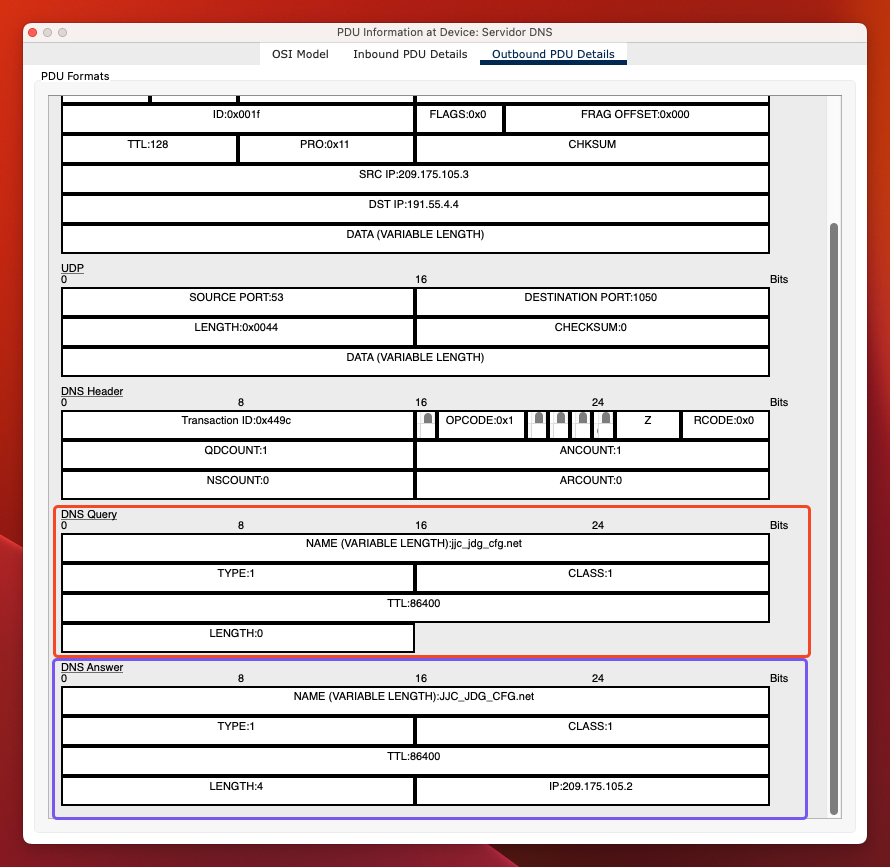 PDU Information at Device: Servidor DNS
OSI Model Inbound PDU Details Outbound PDU Details
PDU Formats
ID:0x001f FLAGS:0x0 FRAG OFFSET:0x000
TTL:128 PRO:0x11 CHKSUM
SRC IP:209.175.105.3
DST IP:191.55.4.4
DATA (VARIABLE LENGTH)
UDP
0 16 Bits
SOURCE PORT:53 DESTINATION PORT:1050
LENGTH:0x0044 CHECKSUM:0
DATA (VARIABLE LENGTH)
DNS Header
0 8 16 24
Transaction ID:0x449c OPCODE:0x1 Z RCODE:0x0
QDCOUNT:1 ANCOUNT:1
NSCOUNT:0 ARCOUNT:0
DNS Query
0 8 16 24 Bits
NAME (VARIABLE LENGTH):jjc_jdg_cfg.net
TYPE:1 CLASS:1
TTL:86400
LENGTH:0
DNS Answer
0 8 16 24 Bits
NAME (VARIABLE LENGTH):JJC_JDG_CFG.net
TYPE:1 CLASS:1
TTL:86400
LENGTH:4 IP:209.175.105.2